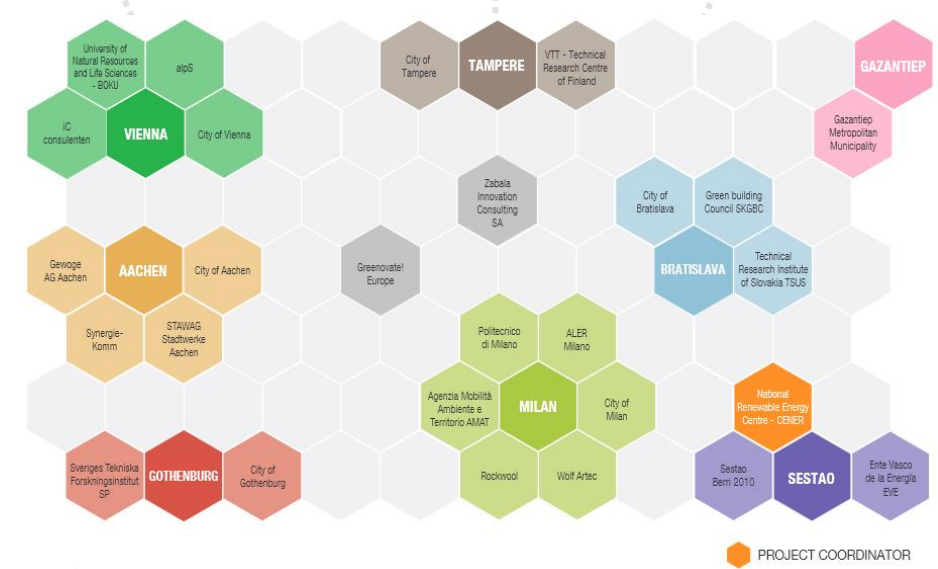 University of
Natural Resources
and Life Sciences
- BOKU
alpS
City of
Tampere
TAMPERE
VTT - Technical
Research Centre
of Finland
GAZANTIEP
iC
consulenten
VIENNA
City of Vienna
Gazantiep
Metropolitan
Municipality
Zabala
Innovation
Consulting
SA
City of
Bratislava
Green building
Council SKGBC
Gewoge
AG Aachen
AACHEN
City of Aachen
Greenovate!
Europe
BRATISLAVA
Technical
Research Institute
of Slovakia TSUS
Synergie-
Komm
STAWAG
Stadtwerke
Aachen
Politecnico
di Milano
ALER
Milano
Agenzia Mobilità
Ambiente e
Territorio AMAT
MILAN
City of
Milan
National
Renewable Energy
Centre - CENER
Sveriges Tekniska
Forskningsinstitut
SP
GOTHENBURG
City of
Gothenburg
Rockwool
Wolf Artec
Sestao
Berri 2010
SESTAO
Ente Vasco
de la Energía
EVE
PROJECT COORDINATOR